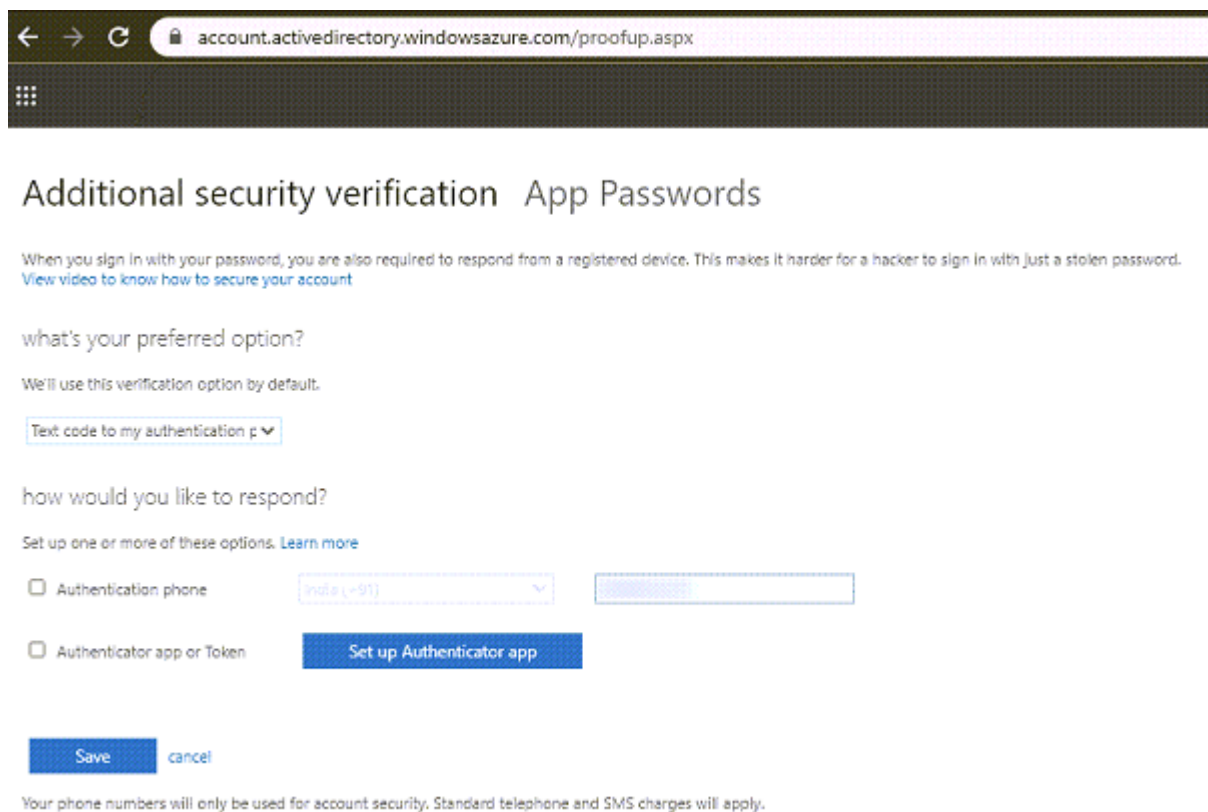 account.activedirectory.windowsazure.com/proofup.aspx
Additional security verification App Passwords
When you sign in with your password, you are also required to respond from a registered device. This makes it harder for a hacker to sign in with just a stolen password.
View video to know how to secure your account
what's your preferred option?
We'll use this verification option by default.
Text code to my authentication p
how would you like to respond?
Set up one or more of these options. Learn more
Authentication phone India (+91)
Authenticator app or Token Set up Authenticator app
Save cancel
Your phone numbers will only be used for account security. Standard telephone and SMS charges will apply.